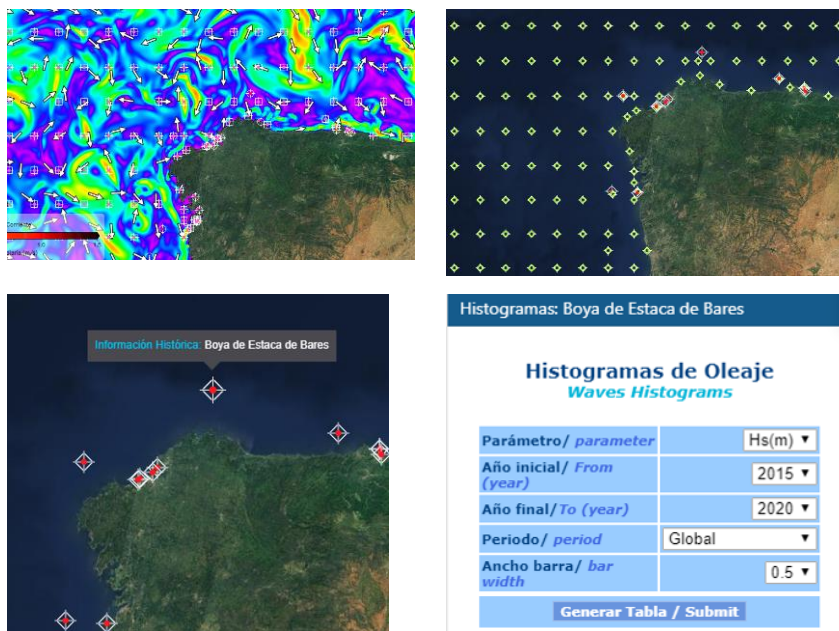 Corriente
Información Histórica: Boya de Estaca de Bares
Histogramas: Boya de Estaca de Bares
Histogramas de Oleaje
Waves Histograms
Parámetro/ parameter Hs(m)
Año inicial/ From (year) 2015
Año final/To (year) 2020
Periodo/ period Global
Ancho barra/ bar width 0.5
Generar Tabla / Submit